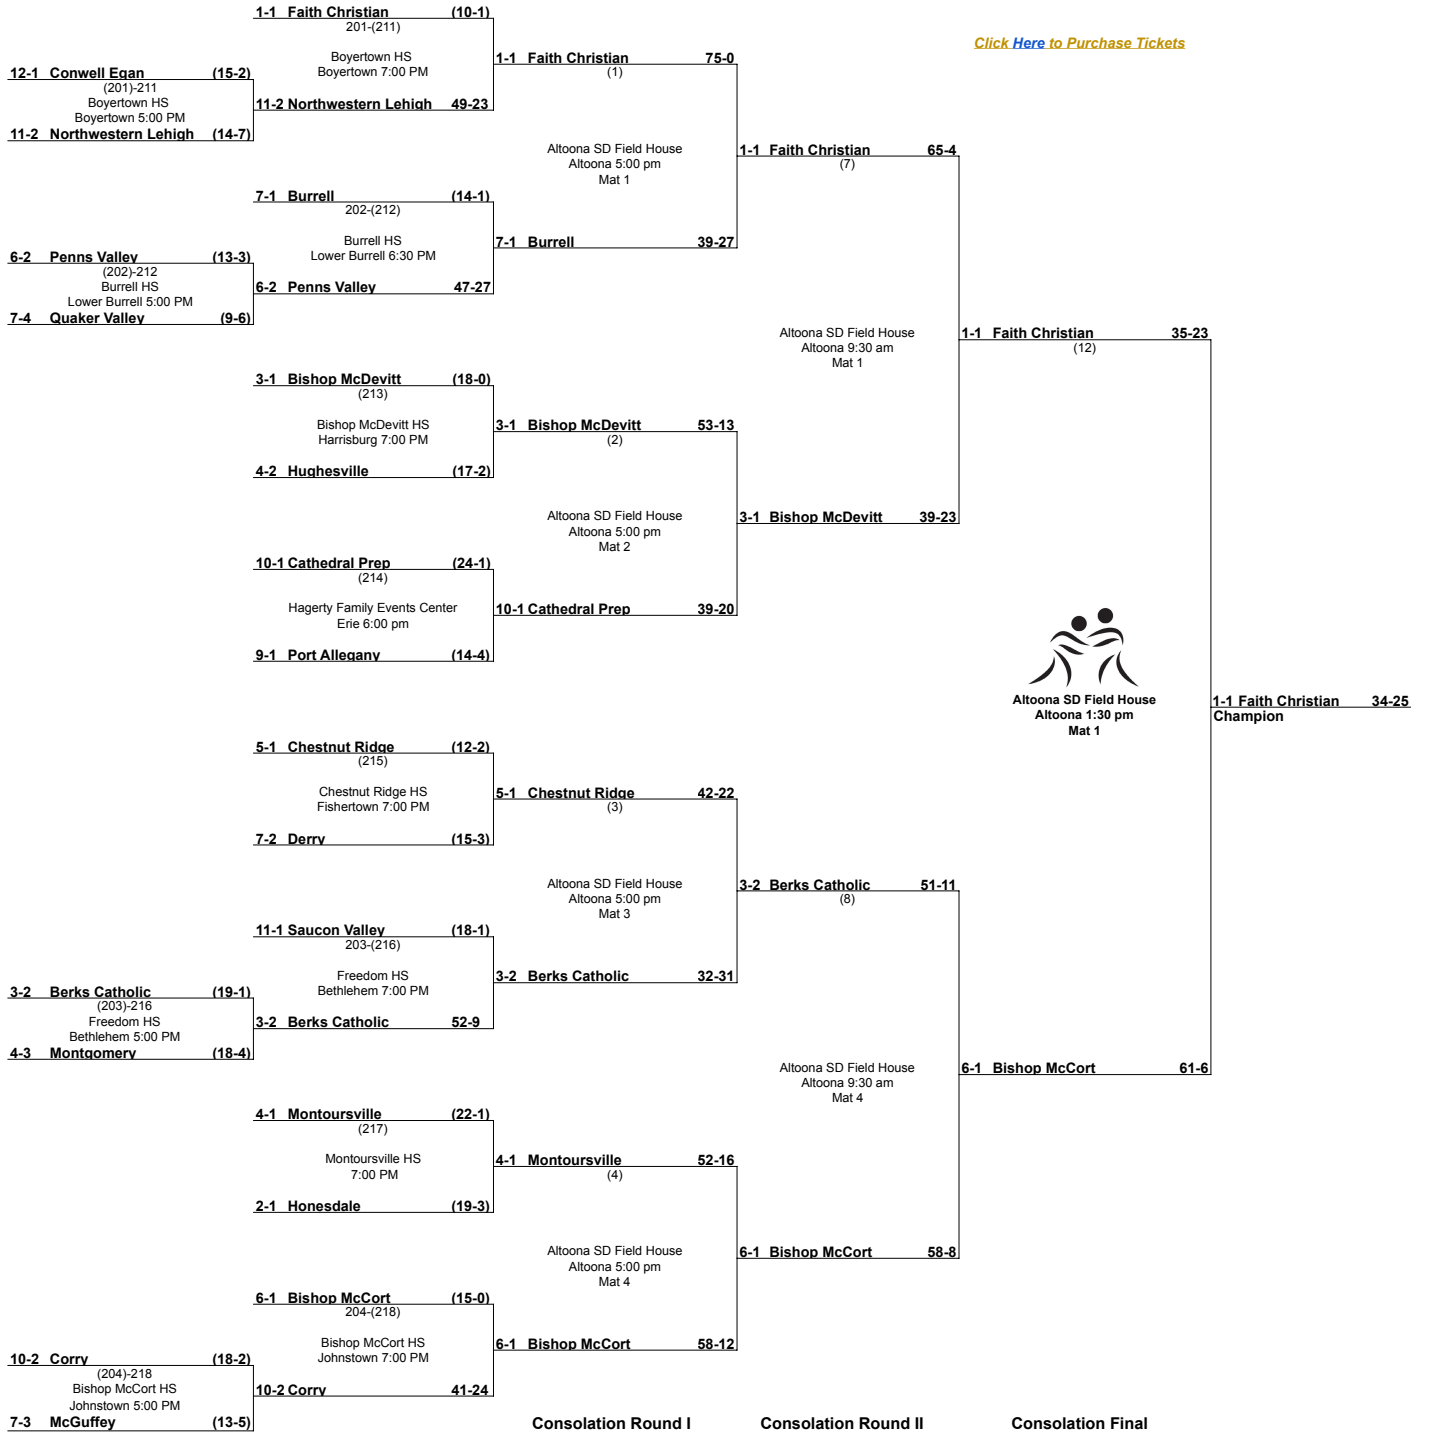 1-1 Faith Christian (10-1)
201-(211)
Boyertown HS
Boyertown 7:00 PM
Click Here to Purchase Tickets
1-1 Faith Christian 75-0
(1)
12-1 Conwell Egan (15-2)
(201)-211
Boyertown HS
Boyertown 5:00 PM
11-2 Northwestern Lehigh 49-23
11-2 Northwestern Lehigh (14-7)
Altoona SD Field House
Altoona 5:00 pm
Mat 1
1-1 Faith Christian 65-4
(7)
7-1 Burrell (14-1)
202-(212)
Burrell HS
Lower Burrell 6:30 PM
7-1 Burrell 39-27
6-2 Penns Valley (13-3)
(202)-212
Burrell HS
Lower Burrell 5:00 PM
6-2 Penns Valley 47-27
7-4 Quaker Valley (9-6)
Altoona SD Field House
Altoona 9:30 am
Mat 1
1-1 Faith Christian 35-23
(12)
3-1 Bishop McDevitt (18-0)
(213)
Bishop McDevitt HS
Harrisburg 7:00 PM
3-1 Bishop McDevitt 53-13
(2)
4-2 Hughesville (17-2)
Altoona SD Field House
Altoona 5:00 pm
Mat 2
3-1 Bishop McDevitt 39-23
10-1 Cathedral Prep (24-1)
(214)
Hagerty Family Events Center
Erie 6:00 pm
10-1 Cathedral Prep 39-20
9-1 Port Allegany (14-4)
Altoona SD Field House
Altoona 1:30 pm
Mat 1
1-1 Faith Christian 34-25
Champion
5-1 Chestnut Ridge (12-2)
(215)
Chestnut Ridge HS
Fishertown 7:00 PM
5-1 Chestnut Ridge 42-22
(3)
7-2 Derry (15-3)
Altoona SD Field House
Altoona 5:00 pm
Mat 3
3-2 Berks Catholic 51-11
(8)
11-1 Saucon Valley (18-1)
203-(216)
Freedom HS
Bethlehem 7:00 PM
3-2 Berks Catholic 32-31
3-2 Berks Catholic (19-1)
(203)-216
Freedom HS
Bethlehem 5:00 PM
3-2 Berks Catholic 52-9
4-3 Montgomery (18-4)
Altoona SD Field House
Altoona 9:30 am
Mat 4
6-1 Bishop McCort 61-6
4-1 Montoursville (22-1)
(217)
Montoursville HS
7:00 PM
4-1 Montoursville 52-16
(4)
2-1 Honesdale (19-3)
Altoona SD Field House
Altoona 5:00 pm
Mat 4
6-1 Bishop McCort 58-8
6-1 Bishop McCort (15-0)
204-(218)
Bishop McCort HS
Johnstown 7:00 PM
6-1 Bishop McCort 58-12
10-2 Corry (18-2)
(204)-218
Bishop McCort HS
Johnstown 5:00 PM
10-2 Corry 41-24
7-3 McGuffey (13-5)
Consolation Round I Consolation Round II Consolation Final